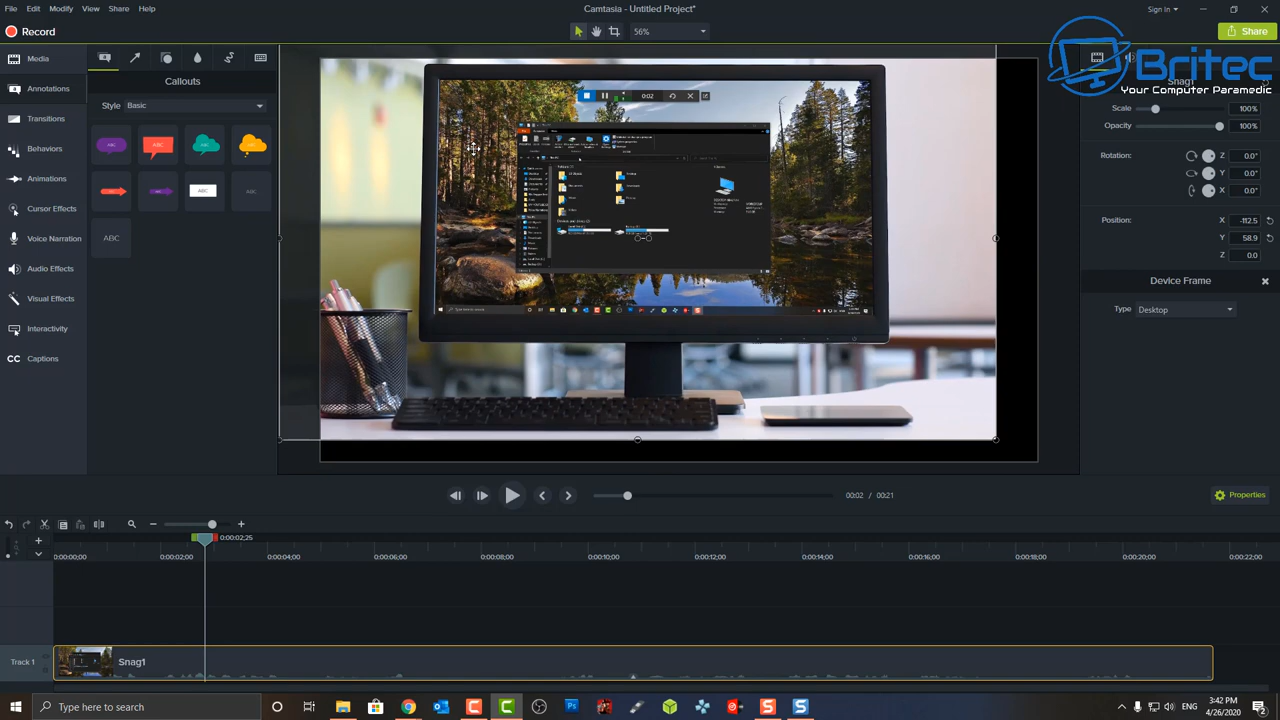 File Edit Modify View Share Help
Camtasia - Untitled Project*
Sign In
Record
56%
Share
Britec
Your Computer Paramedic
Media
Annotations
Transitions
Behaviors
Animations
Cursor Effects
Voice Narration
Audio Effects
Visual Effects
Interactivity
CC Captions
Callouts
Style Basic
ABC ABC ABC ABC
ABC ABC ABC ABC
ABC
0:02
Snag1
Scale 100%
Opacity 100%
Rotation: Z 0.0°
Y 0.0°
X 0.0°
Position: X -112.5
Y 58.9
Z 0.0
Device Frame
Type Desktop
00:02 / 00:21
Properties
0:00:02;25
0:00:00;00 0:00:02;00 0:00:04;00 0:00:06;00 0:00:08;00 0:00:10;00 0:00:12;00 0:00:14;00 0:00:16;00 0:00:18;00 0:00:20;00 0:00:22;00
Track 1
Snag1
Type here to search
ENG
3:42 PM
4/26/2020
2